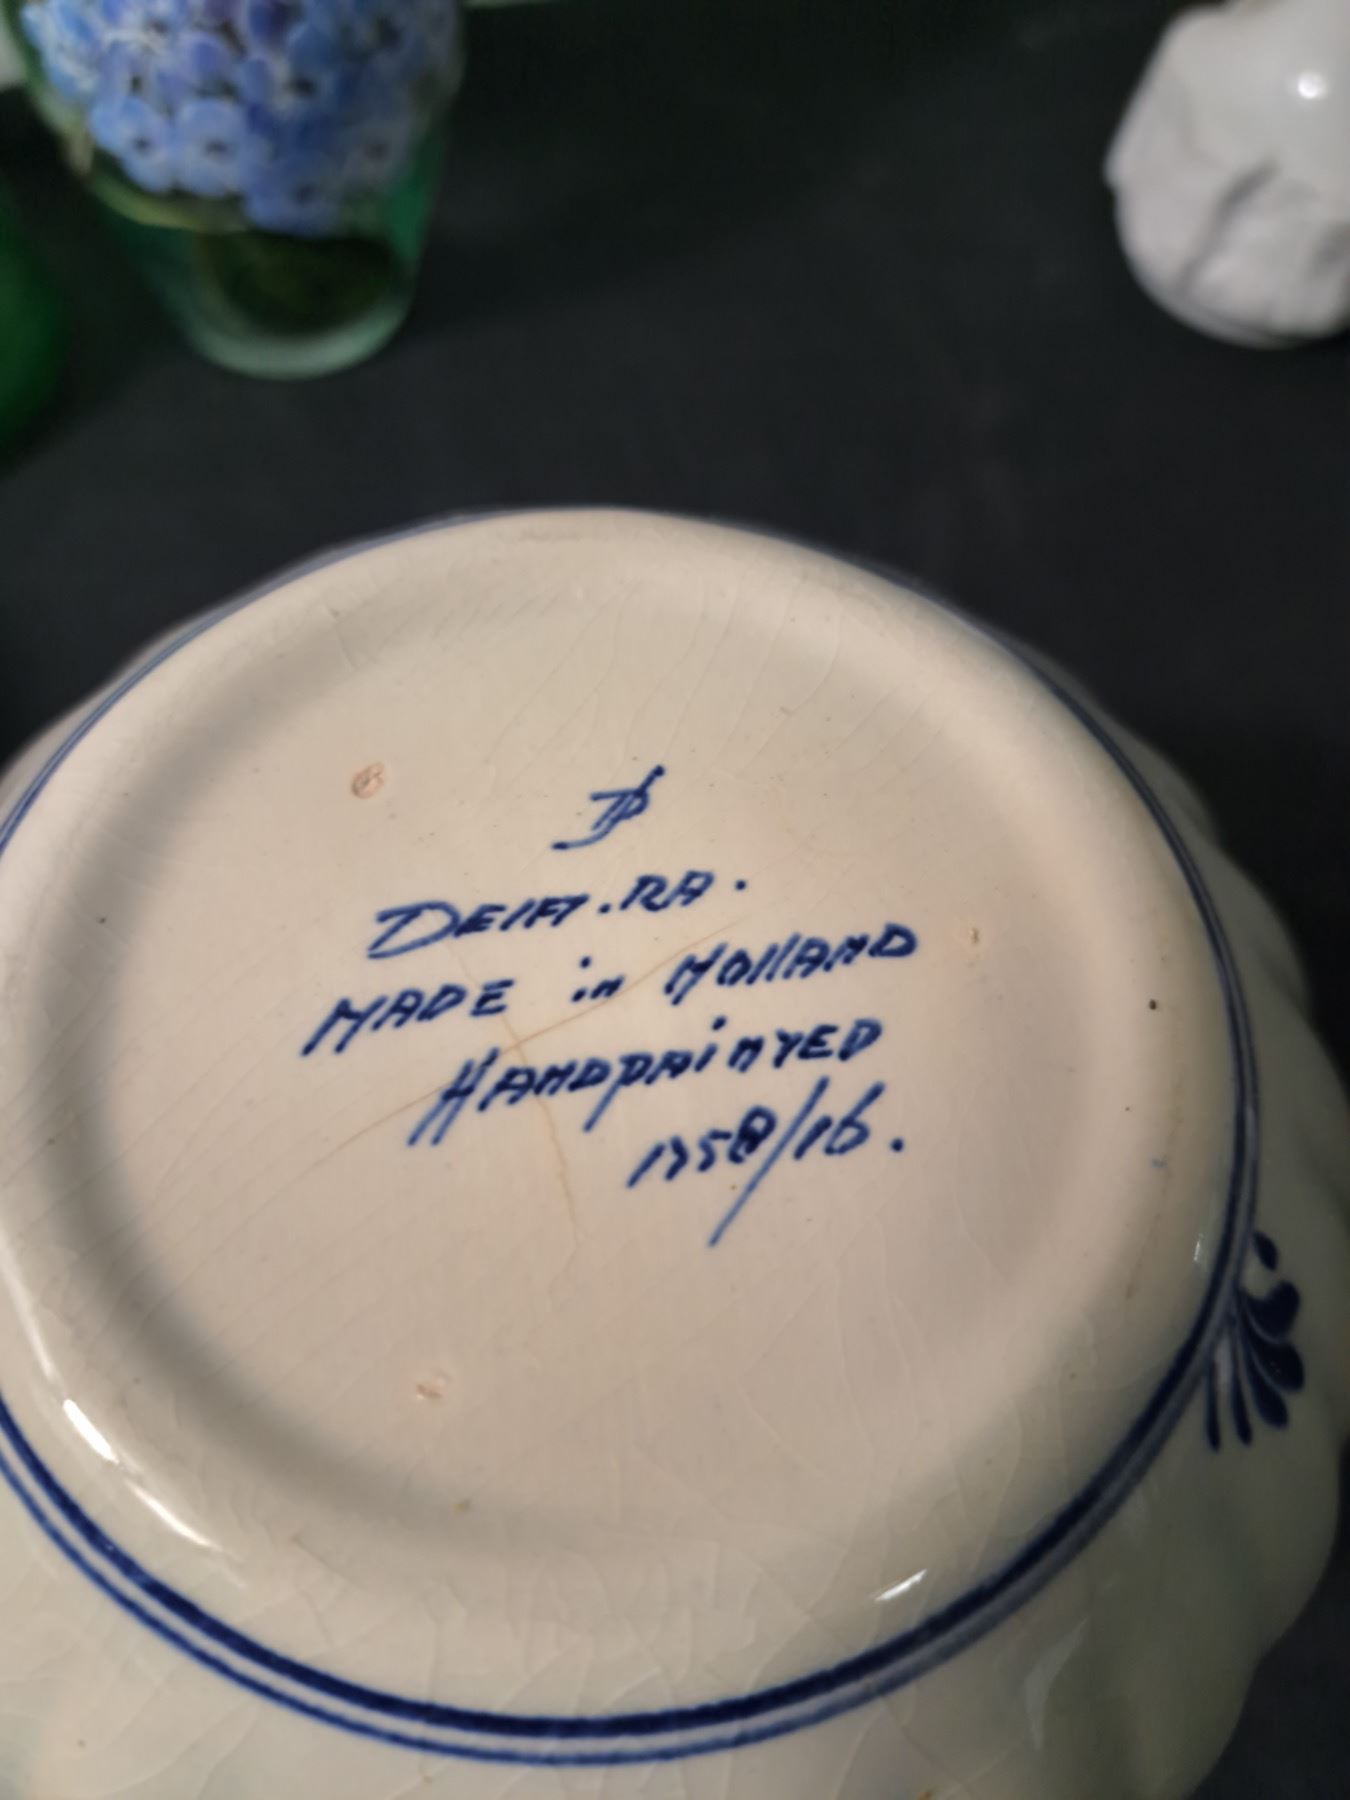 DELFT.RA.
MADE in HOLLAND
HANDPAINTED
1358/16.